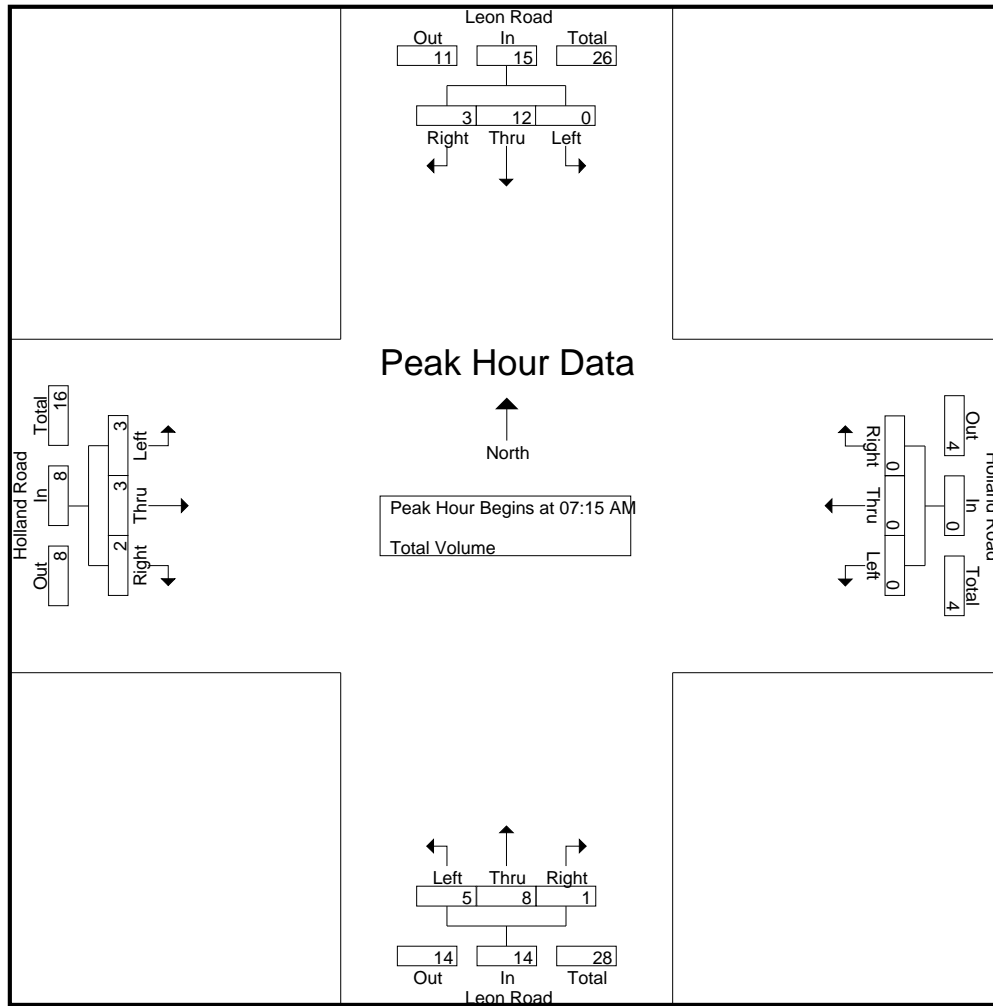 Leon Road
Out In Total
11 15 26
3 12 0
Right Thru Left
Peak Hour Data
North
Peak Hour Begins at 07:15 AM
Total Volume
Holland Road
Total In Out
16 8 8
3 3 2
Left Thru Right
Holland Road
Out In Total
4 0 4
0 0 0
Right Thru Left
Left Thru Right
5 8 1
14 14 28
Out In Total
Leon Road